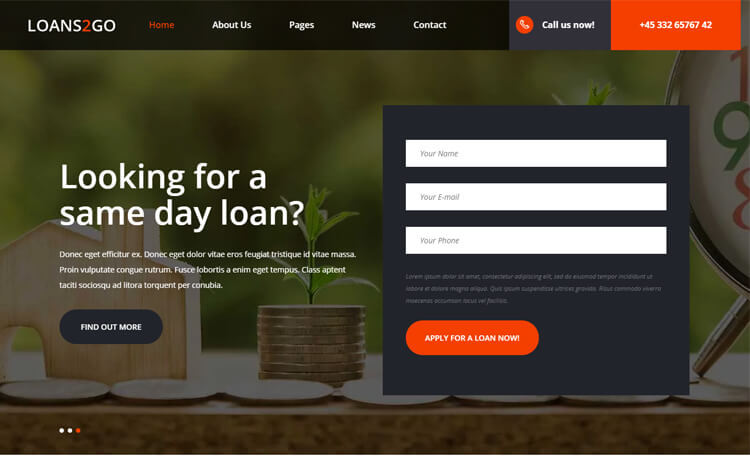 LOANS2GO
Home
About Us
Pages
News
Contact
Call us now!
+45 332 65767 42
Looking for a
same day loan?
Donec eget efficitur ex. Donec eget dolor vitae eros feugiat tristique id vitae massa.
Proin vulputate congue rutrum. Fusce lobortis a enim eget tempus. Class aptent
taciti sociosqu ad litora torquent per conubia.
FIND OUT MORE
Your Name
Your E-mail
Your Phone
Lorem ipsum dolor sit amet, consectetur adipiscing elit, sed do eiusmod tempor incididunt ut
labore et dolore magna aliqua. Quis ipsum suspendisse ultrices gravida. Risus commodo viverra
maecenas accumsan lacus vel facilisis.
APPLY FOR A LOAN NOW!